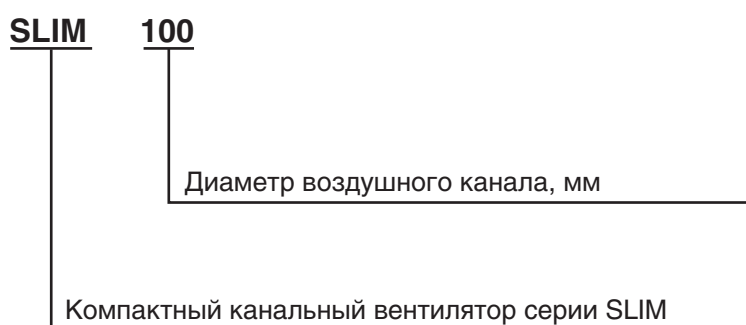 SLIM 100
Диаметр воздушного канала, мм
Компактный канальный вентилятор серии SLIM